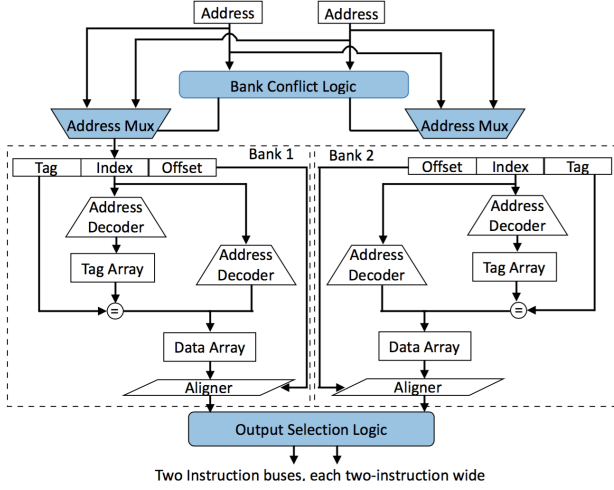 Address
Address
Bank Conflict Logic
Address Mux
Address Mux
Bank 1
Bank 2
Tag
Index
Offset
Offset
Index
Tag
Address
Decoder
Address
Decoder
Address
Decoder
Address
Decoder
Tag Array
Tag Array
=
=
Data Array
Data Array
Aligner
Aligner
Output Selection Logic
Two Instruction buses, each two-instruction wide